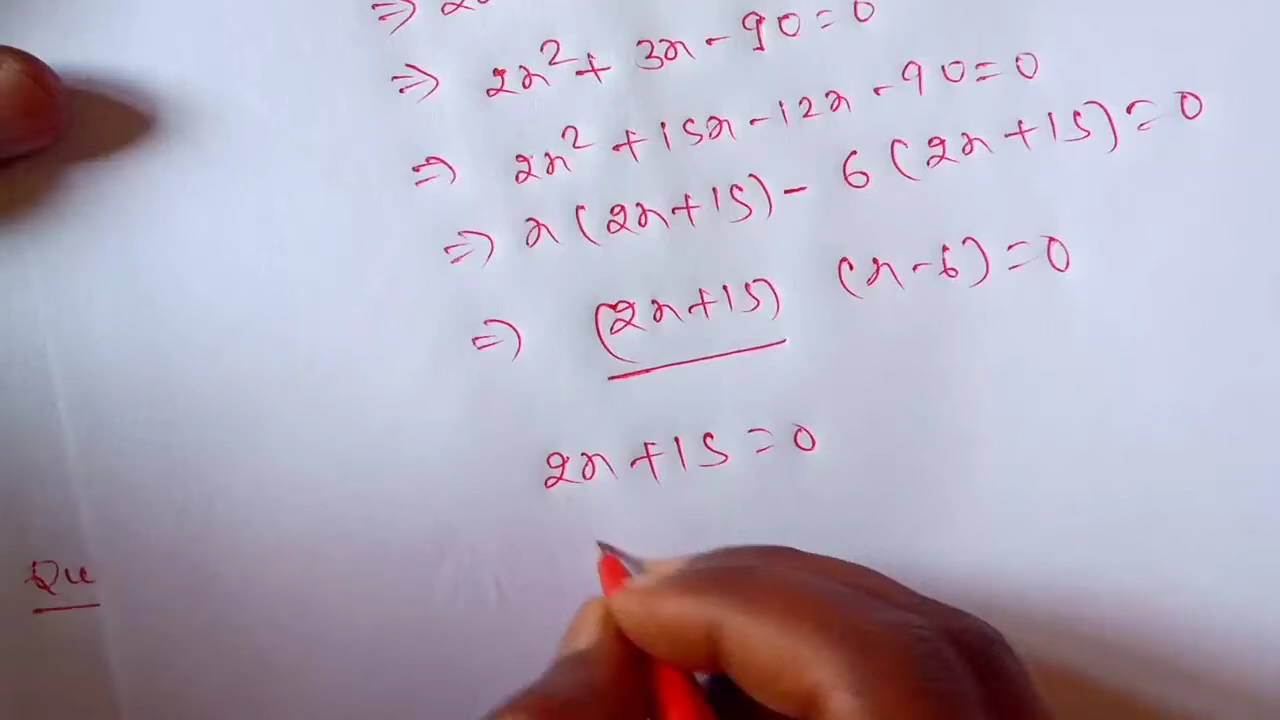 ⇒ 2x² + 3x - 90 = 0
⇒ 2x² + 15x - 12x - 90 = 0
⇒ x(2x+15) - 6(2x+15) = 0
⇒ (2x+15) (x-6) = 0
2x + 15 = 0
Qu